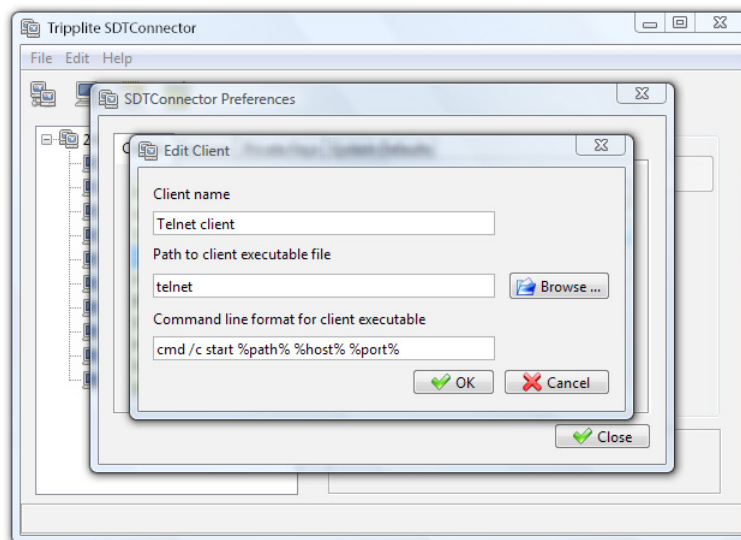 Tripplite SDTConnector
File Edit Help
SDTConnector Preferences
Edit Client
Client name
Telnet client
Path to client executable file
telnet
Browse ...
Command line format for client executable
cmd /c start %path% %host% %port%
OK
Cancel
Close